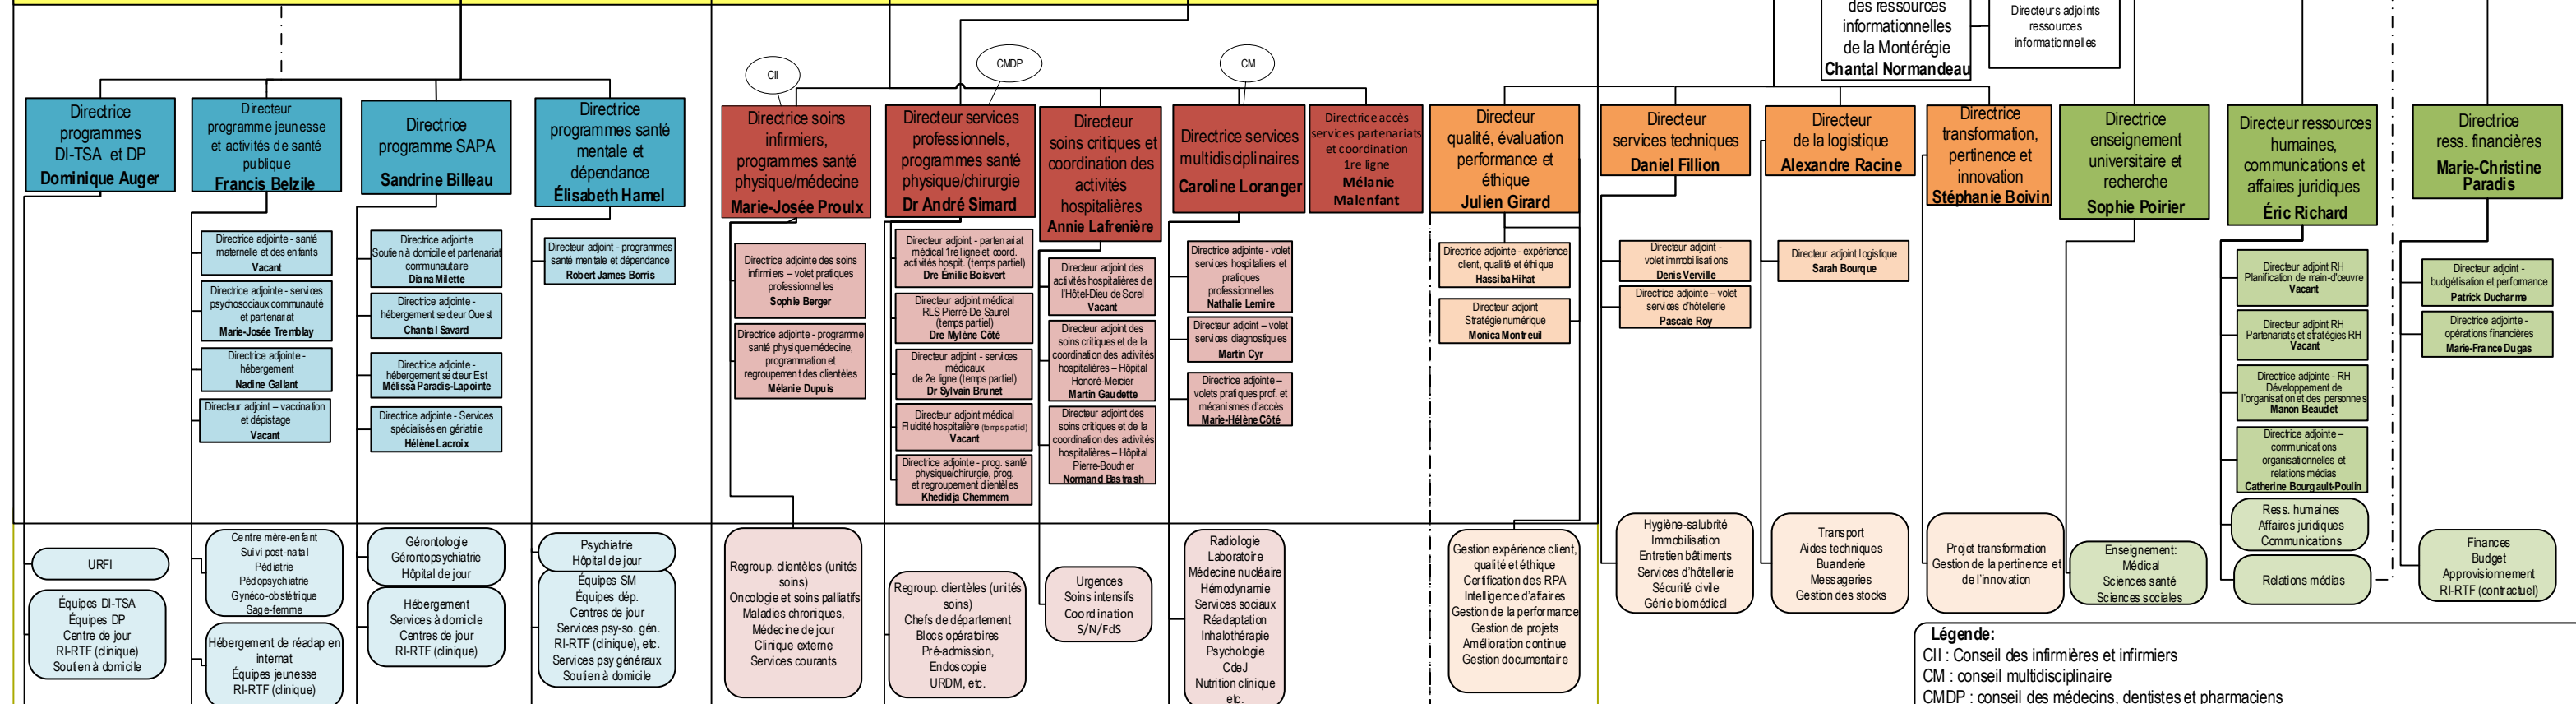 des ressources
informationnelles
de la Montérégie
Chantal Normandeau
Directeurs adjoints
ressources
informationnelles
CII
CMDP
CM
Directrice
programmes
DI-TSA et DP
Dominique Auger
URFI
Équipes DI-TSA
Équipes DP
Centre de jour
RI-RTF (clinique)
Soutien à domicile
Directeur
programme jeunesse
et activités de santé
publique
Francis Belzile
Directrice adjointe - santé
maternelle et des enfants
Vacant
Directrice adjointe - services
psychosociaux communauté
et partenariat
Marie-Josée Tremblay
Directrice adjointe -
hébergement
Nadine Gallant
Directeur adjoint – vaccination
et dépistage
Vacant
Centre mère-enfant
Suivi post-natal
Pédiatrie
Pédopsychiatrie
Gynéco-obstétrique
Sage-femme
Hébergement de réadap en
internat
Équipes jeunesse
RI-RTF (clinique)
Directrice
programme SAPA
Sandrine Billeau
Directrice adjointe
Soutien à domicile et partenariat
communautaire
Diana Milette
Directrice adjointe -
hébergement secteur Ouest
Chantal Savard
Directrice adjointe -
hébergement secteur Est
Mélissa Paradis-Lapointe
Directrice adjointe - Services
spécialisés en gériatrie
Hélène Lacroix
Gérontologie
Gérontopsychiatrie
Hôpital de jour
Hébergement
Services à domicile
Centres de jour
RI-RTF (clinique)
Directrice
programmes santé
mentale et
dépendance
Élisabeth Hamel
Directeur adjoint - programmes
santé mentale et dépendance
Robert James Borris
Psychiatrie
Hôpital de jour
Équipes SM
Équipes dép.
Centres de jour
Services psy-so. gén.
RI-RTF (clinique), etc.
Services psy généraux
Soutien à domicile
Directrice soins
infirmiers,
programmes santé
physique/médecine
Marie-Josée Proulx
Directrice adjointe des soins
infirmiers – volet pratiques
professionnelles
Sophie Berger
Directrice adjointe - programme
santé physique médecine,
programmation et
regroupement des clientèles
Mélanie Dupuis
Regroup. clientèles (unités
soins)
Oncologie et soins palliatifs
Maladies chroniques,
Médecine de jour
Clinique externe
Services courants
Directeur services
professionnels,
programmes santé
physique/chirurgie
Dr André Simard
Directeur adjoint - partenariat
médical 1re ligne et coord.
activités hospit. (temps partiel)
Dre Émilie Boisvert
Directeur adjoint médical
RLS Pierre-De Saurel
(temps partiel)
Dre Mylène Côté
Directeur adjoint - services
médicaux
de 2e ligne (temps partiel)
Dr Sylvain Brunet
Directeur adjoint médical
Fluidité hospitalière (temps partiel)
Vacant
Directrice adjointe - prog. santé
physique/chirurgie, prog.
et regroupement clientèles
Khedidja Chemmem
Regroup. clientèles (unités
soins)
Chefs de département
Blocs opératoires
Pré-admission,
Endoscopie
URDM, etc.
Directeur
soins critiques et
coordination des
activités
hospitalières
Annie Lafrenière
Directeur adjoint des
activités hospitalières de
l'Hôtel-Dieu de Sorel
Vacant
Directeur adjoint des
soins critiques et de la
coordination des activités
hospitalières – Hôpital
Honoré-Mercier
Martin Gaudette
Directeur adjoint des
soins critiques et de la
coordination des activités
hospitalières – Hôpital
Pierre-Boucher
Normand Bastrash
Urgences
Soins intensifs
Coordination
S/N/FdS
Directrice services
multidisciplinaires
Caroline Loranger
Directrice adjointe - volet
services hospitaliers et
pratiques
professionnelles
Nathalie Lemire
Directeur adjoint – volet
services diagnostiques
Martin Cyr
Directrice adjointe –
volets pratiques prof. et
mécanismes d'accès
Marie-Hélène Côté
Radiologie
Laboratoire
Médecine nucléaire
Hémodynamie
Services sociaux
Réadaptation
Inhalothérapie
Psychologie
CdeJ
Nutrition clinique
etc.
Directrice accès
services partenariats
et coordination
1re ligne
Mélanie
Malenfant
Directeur
qualité, évaluation
performance et
éthique
Julien Girard
Directrice adjointe - expérience
client, qualité et éthique
Hassiba Hihat
Directeur adjoint
Stratégie numérique
Monica Montreuil
Gestion expérience client,
qualité et éthique
Certification des RPA
Intelligence d'affaires
Gestion de la performance
Gestion de projets
Amélioration continue
Gestion documentaire
Directeur
services techniques
Daniel Fillion
Directeur adjoint -
volet immobilisations
Denis Verville
Directrice adjointe – volet
services d'hôtellerie
Pascale Roy
Hygiène-salubrité
Immobilisation
Entretien bâtiments
Services d'hôtellerie
Sécurité civile
Génie biomédical
Directeur
de la logistique
Alexandre Racine
Directeur adjoint logistique
Sarah Bourque
Transport
Aides techniques
Buanderie
Messageries
Gestion des stocks
Directrice
transformation,
pertinence et
innovation
Stéphanie Boivin
Projet transformation
Gestion de la pertinence et
de l'innovation
Directrice
enseignement
universitaire et
recherche
Sophie Poirier
Enseignement:
Médical
Sciences santé
Sciences sociales
Directeur ressources
humaines,
communications et
affaires juridiques
Éric Richard
Directeur adjoint RH
Planification de main-d'œuvre
Vacant
Directeur adjoint RH
Partenariats et stratégies RH
Vacant
Directrice adjointe - RH
Développement de
l'organisation et des personnes
Manon Beaudet
Directrice adjointe –
communications
organisationnelles et
relations médias
Catherine Bourgault-Poulin
Ress. humaines
Affaires juridiques
Communications
Relations médias
Directrice
ress. financières
Marie-Christine
Paradis
Directeur adjoint -
budgétisation et performance
Patrick Ducharme
Directrice adjointe -
opérations financières
Marie-France Dugas
Finances
Budget
Approvisionnement
RI-RTF (contractuel)
Légende:
CII : Conseil des infirmières et infirmiers
CM : conseil multidisciplinaire
CMDP : conseil des médecins, dentistes et pharmaciens